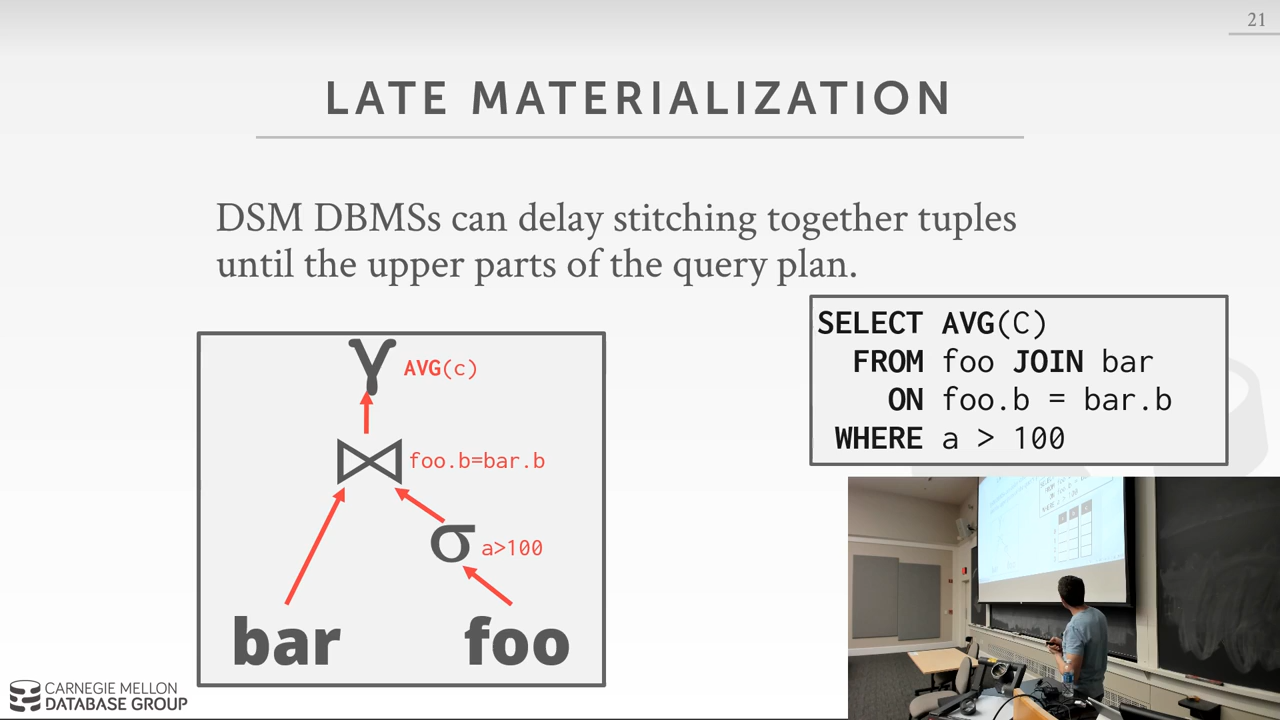 21
LATE MATERIALIZATION
DSM DBMSs can delay stitching together tuples
until the upper parts of the query plan.
SELECT AVG(C)
FROM foo JOIN bar
ON foo.b = bar.b
WHERE a > 100
γ AVG(c)
⋈ foo.b=bar.b
σ a>100
bar foo
CARNEGIE MELLON
DATABASE GROUP